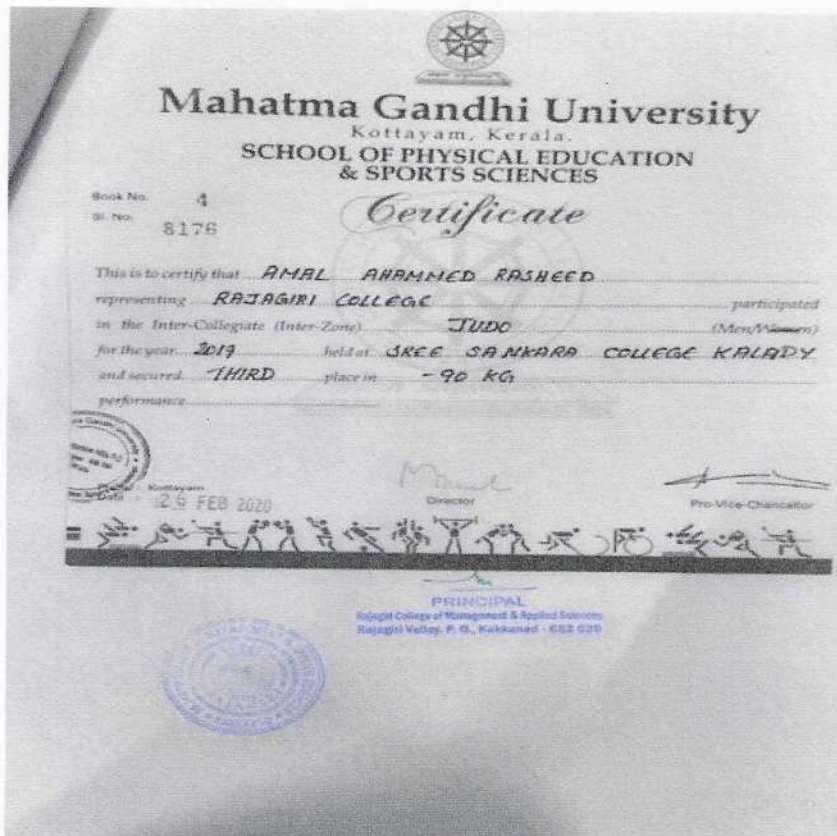 Mahatma Gandhi University
Kottayam, Kerala.
SCHOOL OF PHYSICAL EDUCATION
& SPORTS SCIENCES
Book No. 4
Sl. No. 8176
Certificate
This is to certify that AMAL AHAMMED RASHEED
representing RAJAGIRI COLLEGE participated
in the Inter-Collegiate (Inter-Zone) JUDO (Men/Women)
for the year 2019 held at SREE SANKARA COLLEGE KALADY
and secured THIRD place in -90 KG
performance
Kottayam
Date 26 FEB 2020
Director
Pro-Vice-Chancellor
PRINCIPAL
Rajagiri College of Management & Applied Sciences
Rajagiri Valley, P. O., Kakkanad - 682 039